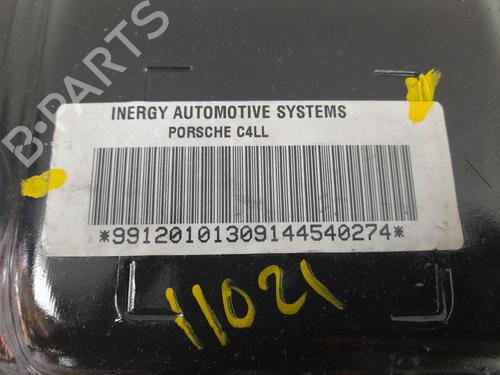 B-PARTS
INERGY AUTOMOTIVE SYSTEMS
PORSCHE C4LL
*99120101309144540274*
11021